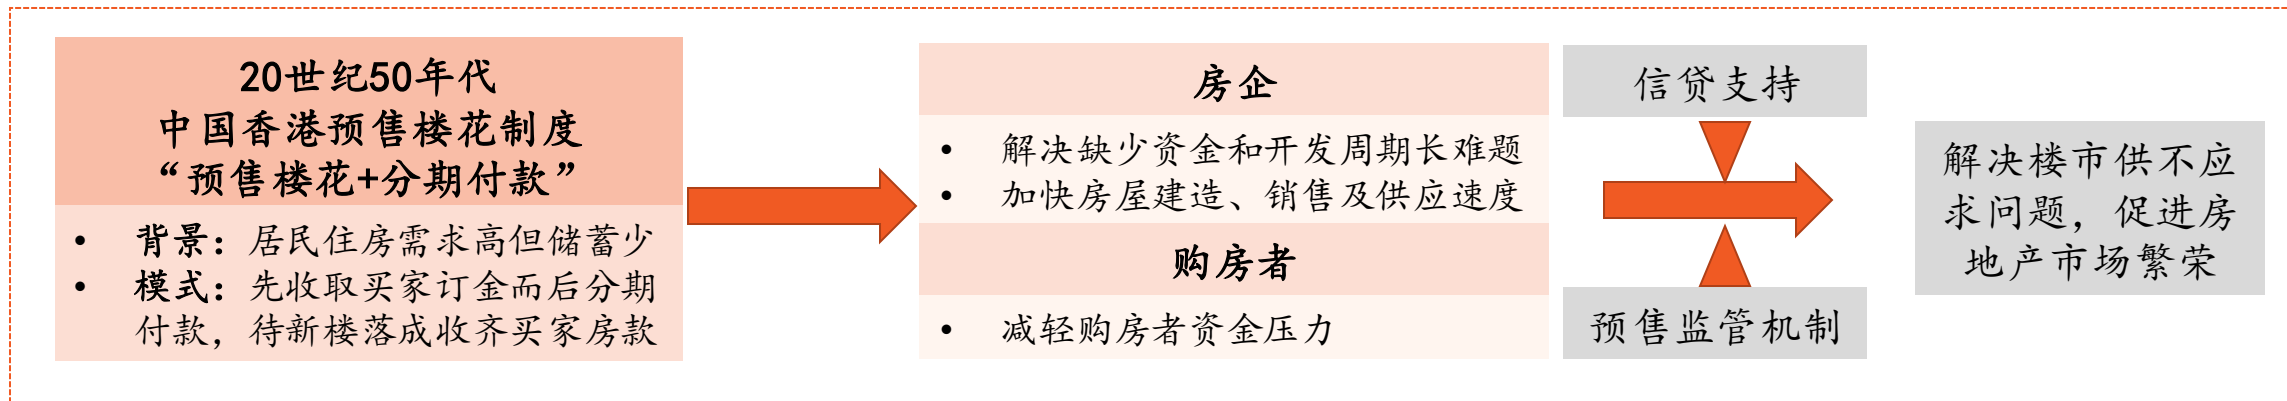 20世纪50年代
中国香港预售楼花制度
“预售楼花+分期付款”
• 背景：居民住房需求高但储蓄少
• 模式：先收取买家订金而后分期
付款，待新楼落成收齐买家房款
房企
• 解决缺少资金和开发周期长难题
• 加快房屋建造、销售及供应速度
购房者
• 减轻购房者资金压力
信贷支持
预售监管机制
解决楼市供不应
求问题，促进房
地产市场繁荣